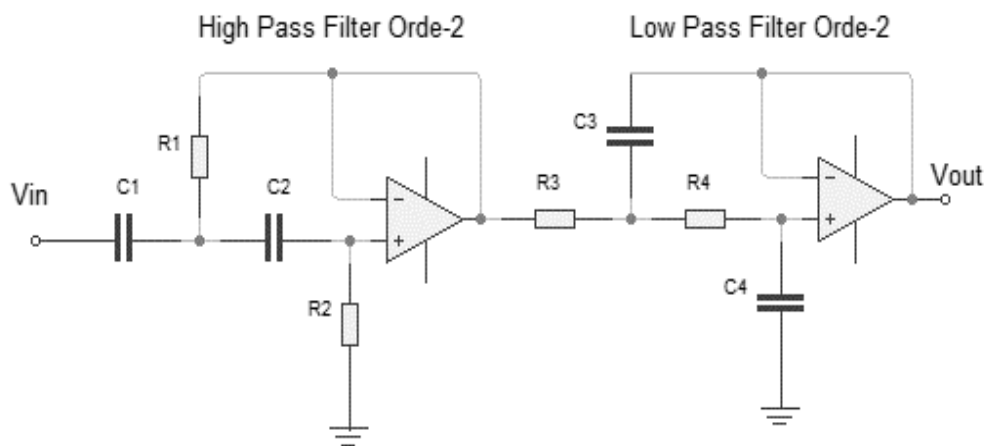 High Pass Filter Orde-2
Low Pass Filter Orde-2
R1
C3
Vin
C1
C2
R3
R4
Vout
−
+
−
+
R2
C4